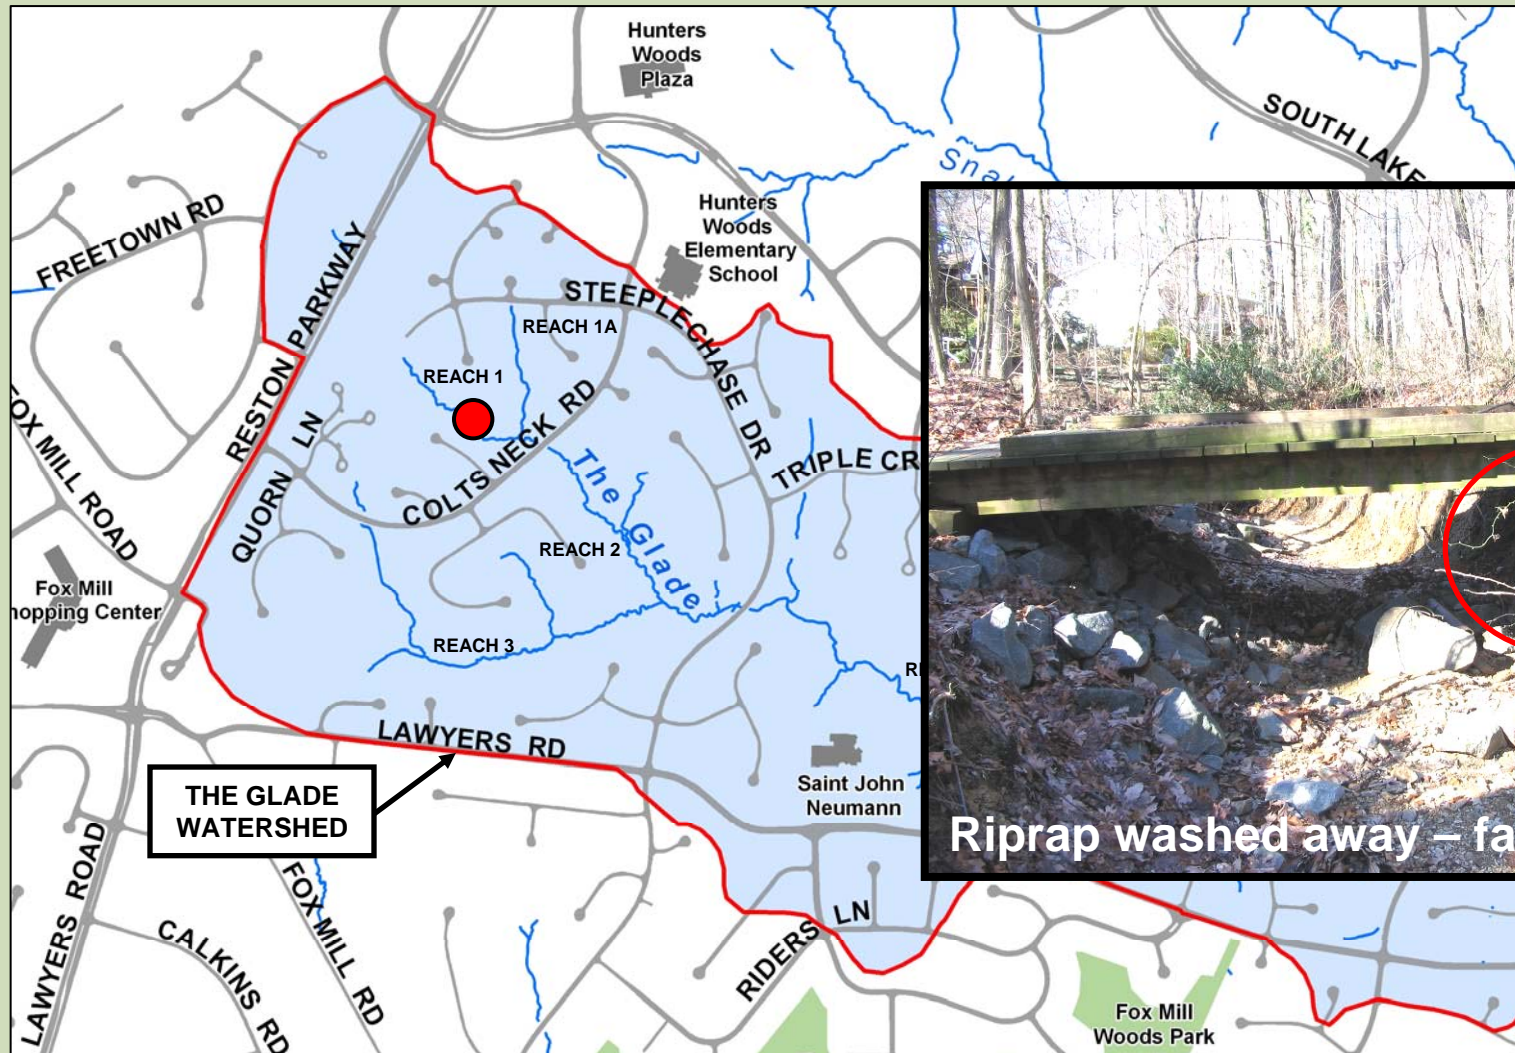 Hunters
Woods
Plaza
SOUTH LAKE
Hunters
Woods
Elementary
School
FREETOWN RD
RESTON PARKWAY
STEEPLECHASE DR
REACH 1A
REACH 1
FOX MILL ROAD
QUORN LN
COLTS NECK RD
The Glade
TRIPLE CR
REACH 2
Fox Mill
hopping Center
REACH 3
LAWYERS RD
THE GLADE
WATERSHED
Saint John
Neumann
Riprap washed away – fa
LAWYERS ROAD
FOX MILL RD
CALKINS RD
RIDERS LN
Fox Mill
Woods Park